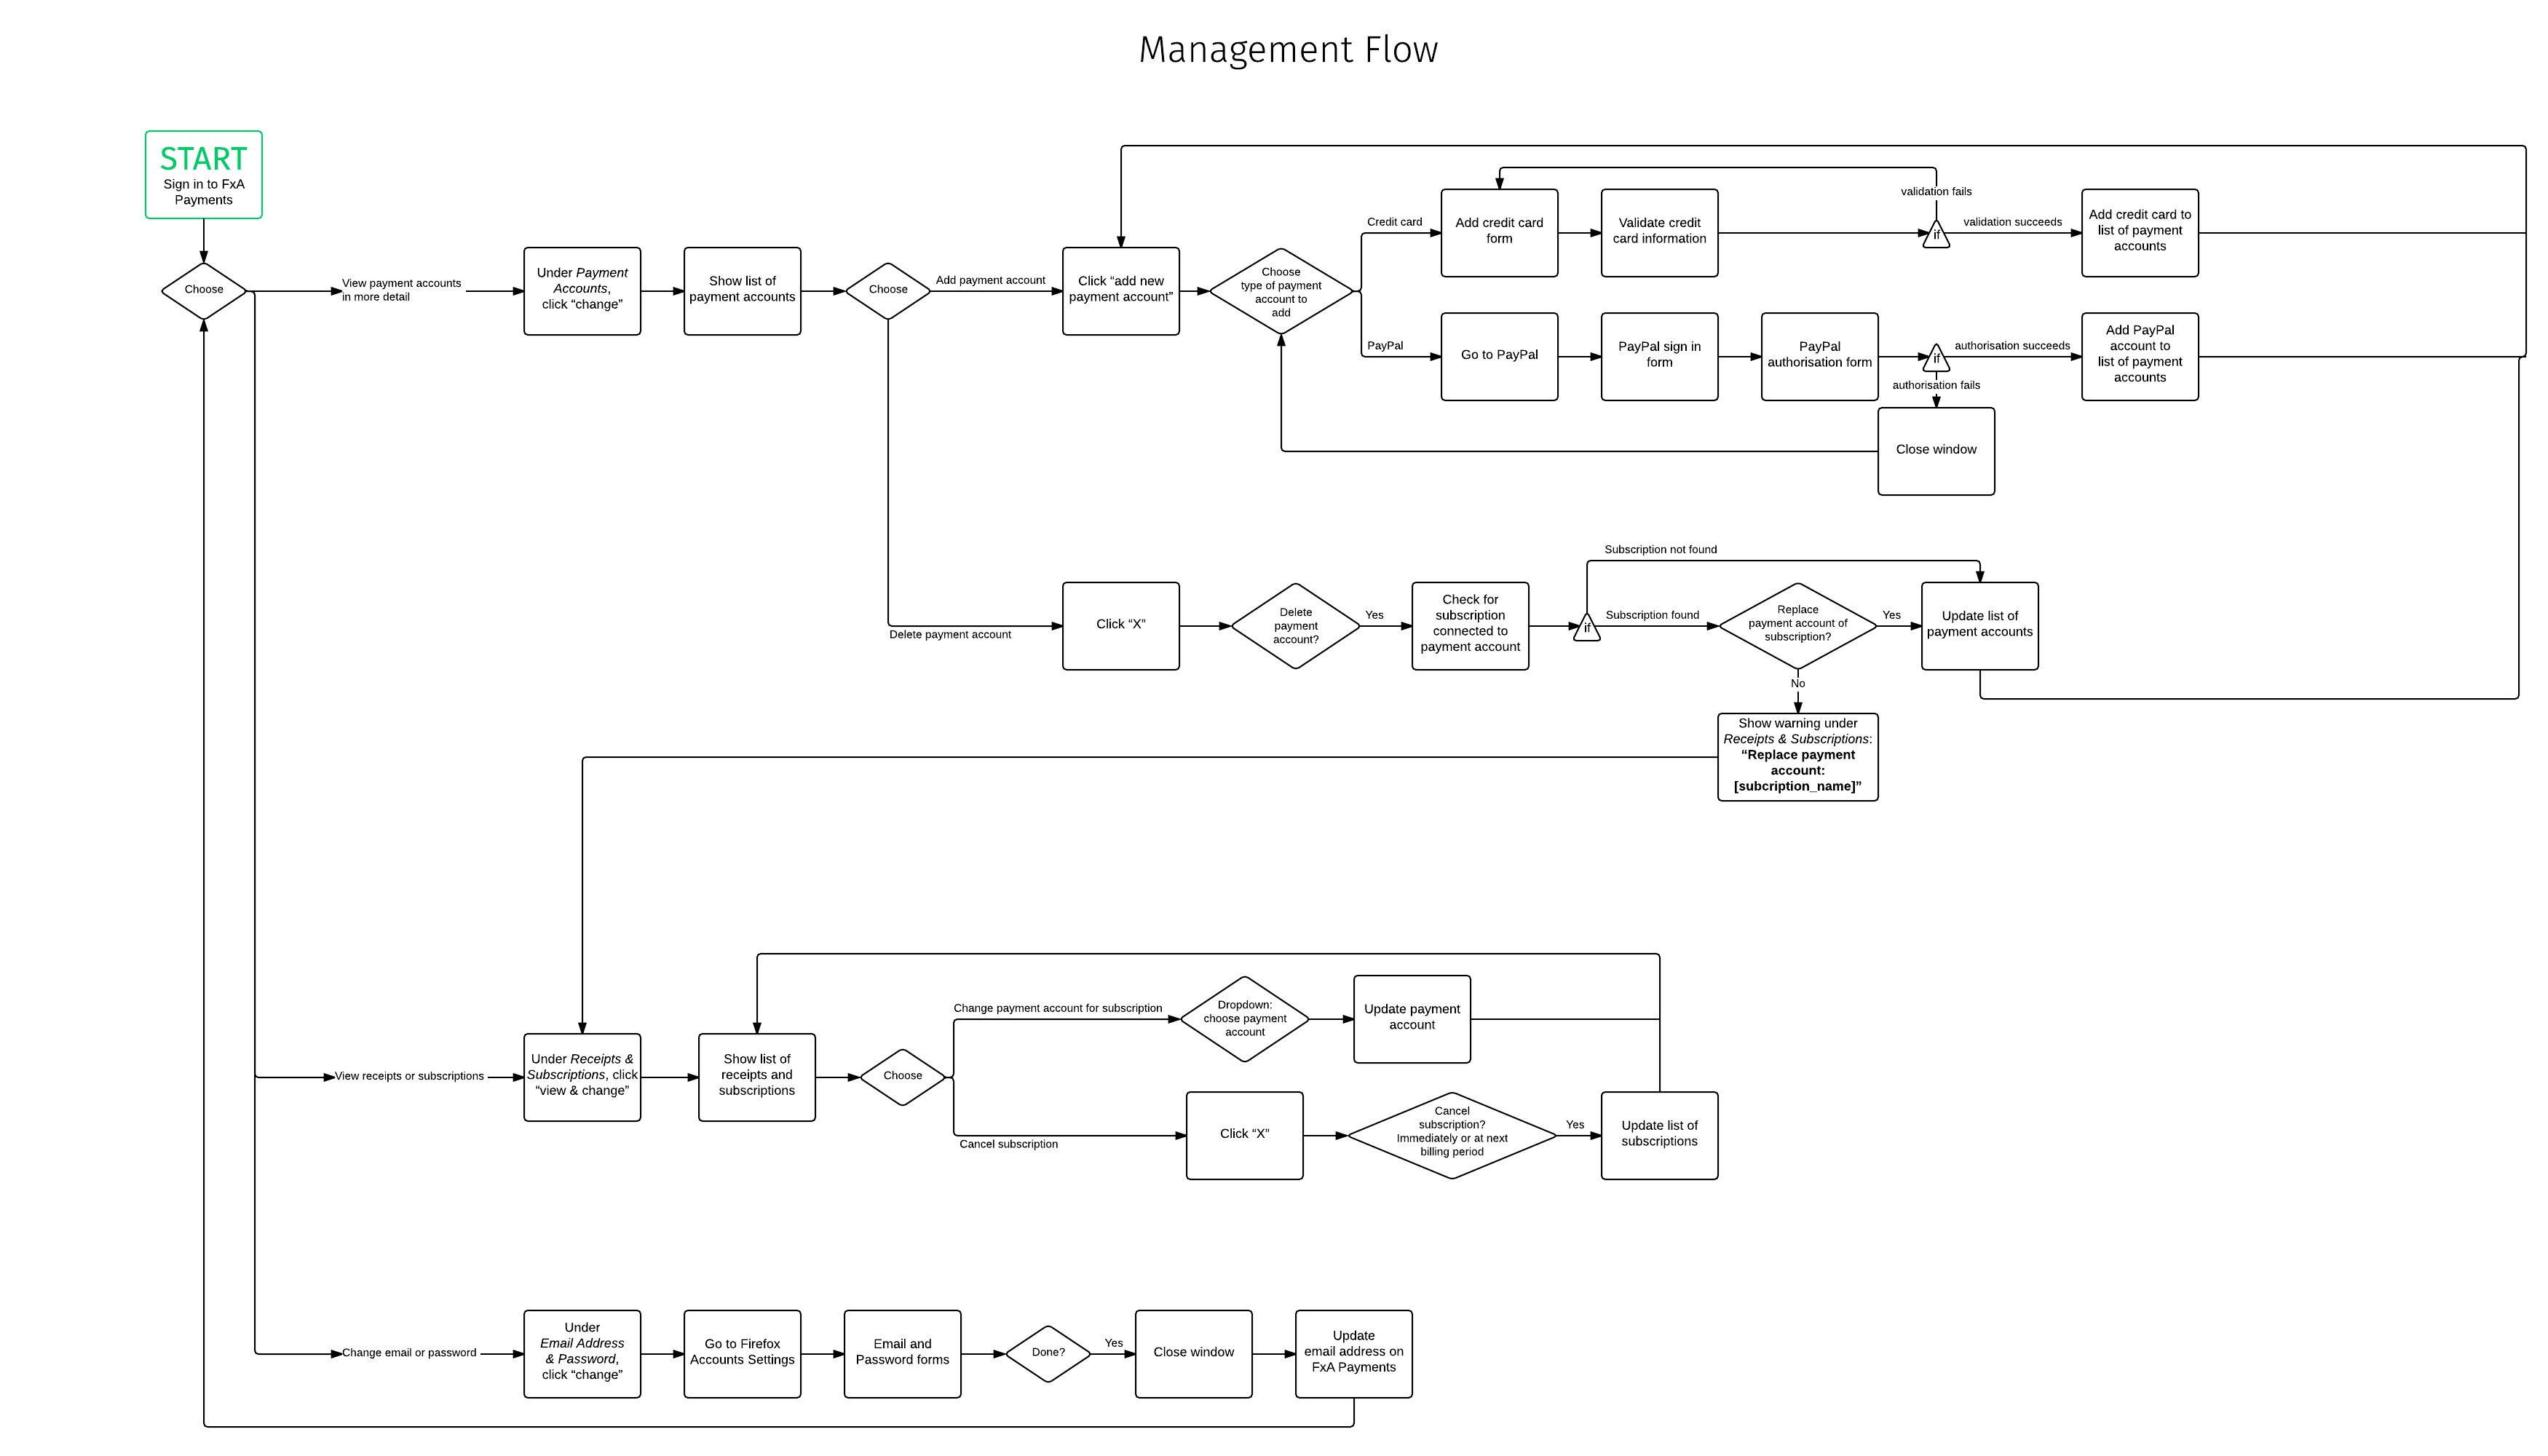 Management Flow
START
Sign in to FxA
Payments
Choose
View payment accounts
in more detail
Under Payment
Accounts,
click “change”
Show list of
payment accounts
Choose
Add payment account
Click “add new
payment account”
Choose
type of payment
account to
add
Credit card
Add credit card
form
Validate credit
card information
validation fails
if
validation succeeds
Add credit card to
list of payment
accounts
PayPal
Go to PayPal
PayPal sign in
form
PayPal
authorisation form
if
authorisation succeeds
authorisation fails
Add PayPal
account to
list of payment
accounts
Close window
Delete payment account
Click “X”
Delete
payment
account?
Yes
Check for
subscription
connected to
payment account
if
Subscription not found
Subscription found
Replace
payment account of
subscription?
Yes
Update list of
payment accounts
No
Show warning under
Receipts & Subscriptions:
“Replace payment
account:
[subcription_name]”
View receipts or subscriptions
Under Receipts &
Subscriptions, click
“view & change”
Show list of
receipts and
subscriptions
Choose
Change payment account for subscription
Dropdown:
choose payment
account
Update payment
account
Cancel subscription
Click “X”
Cancel
subscription?
Immediately or at next
billing period
Yes
Update list of
subscriptions
Change email or password
Under
Email Address
& Password,
click “change”
Go to Firefox
Accounts Settings
Email and
Password forms
Done?
Yes
Close window
Update
email address on
FxA Payments